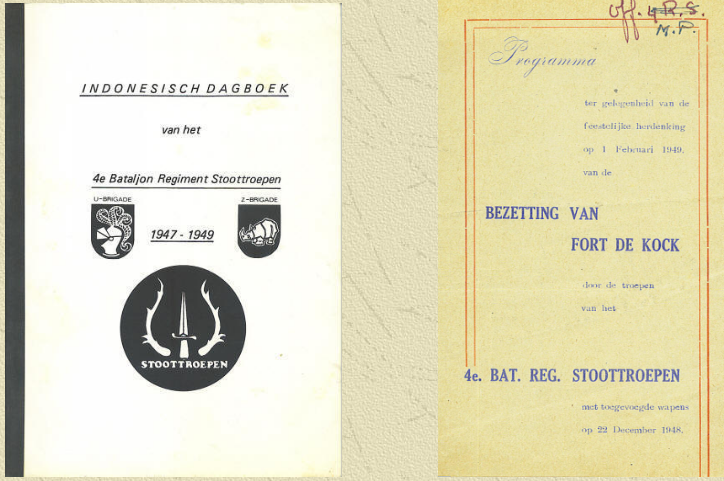 INDONESISCH DAGBOEK
van het
4e Bataljon Regiment Stoottroepen
U-BRIGADE
Z-BRIGADE
1947 - 1949
STOOTTROEPEN
Off. 4 R.S.
M.P.
Programma
ter gelegenheid van de
feestelijke herdenking
op 1 Februari 1949,
van de
BEZETTING VAN
FORT DE KOCK
door de troepen
van het
4e. BAT. REG. STOOTTROEPEN
met toegevoegde wapens
op 22 December 1948.